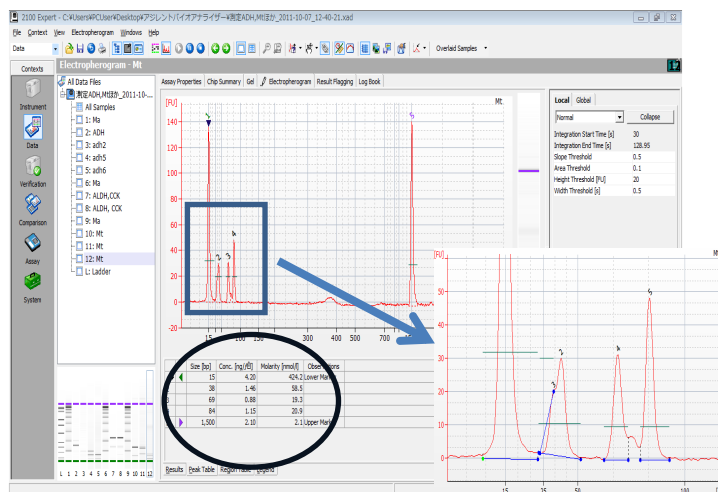 2100 Expert - C:¥Users¥PCUser¥Desktop¥アジレントバイオアナライザー¥測定ADH,Mtほか_2011-10-07_12-40-21.xad
File Context View Electropherogram Windows Help
Data
Overlaid Samples
Contexts
Electropherogram - Mt
Instrument
Data
Verification
Comparison
Assay
System
All Data Files
測定ADH,Mtほか_2011-10-...
All Samples
1: Ma
2: ADH
3: adh2
4: adh5
5: adh6
6: Ma
7: ALDH,CCK
8: ALDH, CCK
9: Ma
10: Mt
11: Mt
12: Mt
L: Ladder
L 1 2 3 4 5 6 7 8 9 10 11 12
Assay Properties Chip Summary Gel Electropherogram Result Flagging Log Book
[FU] Mt
140
120
100
80
60
40
20
0
-20
1 2 3 4 5
15 100 150 300 400 500 700
Local Global
Normal Collapse
Integration Start Time [s] 30
Integration End Time [s] 128.95
Slope Threshold 0.5
Area Threshold 0.1
Height Threshold [FU] 20
Width Threshold [s] 0.5
Size [bp] Conc. [ng/μl] Molarity [nmol/l] Observations
15 4.20 424.2 Lower Marker
38 1.46 58.5
69 0.88 19.3
84 1.15 20.9
1,500 2.10 2.1 Upper Marker
Results Peak Table Region Table Legend
[FU] Mt
50
40
30
20
10
0
2 3 4 5
15 35 50 100